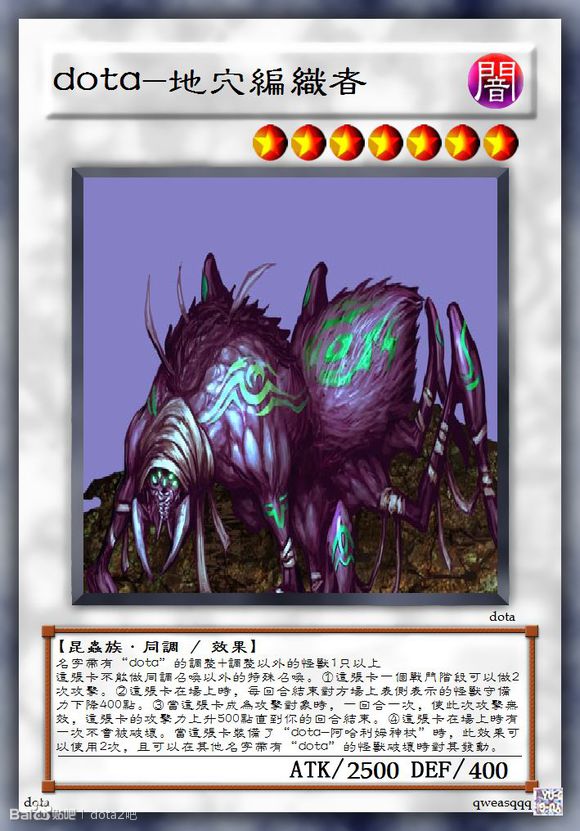 dota-地穴編織者
闇
dota
【昆蟲族·同調 / 效果】
名字帶有“dota”的調整+調整以外的怪獸1只以上
這張卡不能做同調召喚以外的特殊召喚。①這張卡一個戰鬥階段可以做2
次攻擊。②這張卡在場上時，每回合結束對方場上表側表示的怪獸守備
力下降400點。③當這張卡成為攻擊對象時，一回合一次，使此次攻擊無
效，這張卡的攻擊力上升500點直到你的回合結束。④這張卡在場上時有
一次不會被破壞。當這張卡裝備了“dota-阿哈利姆神杖”時，此效果可
以使用2次，且可以在其他名字帶有“dota”的怪獸破壞時對其發動。
ATK/2500 DEF/400
dota
qweasqqq
Bai 贴吧 | dota2吧